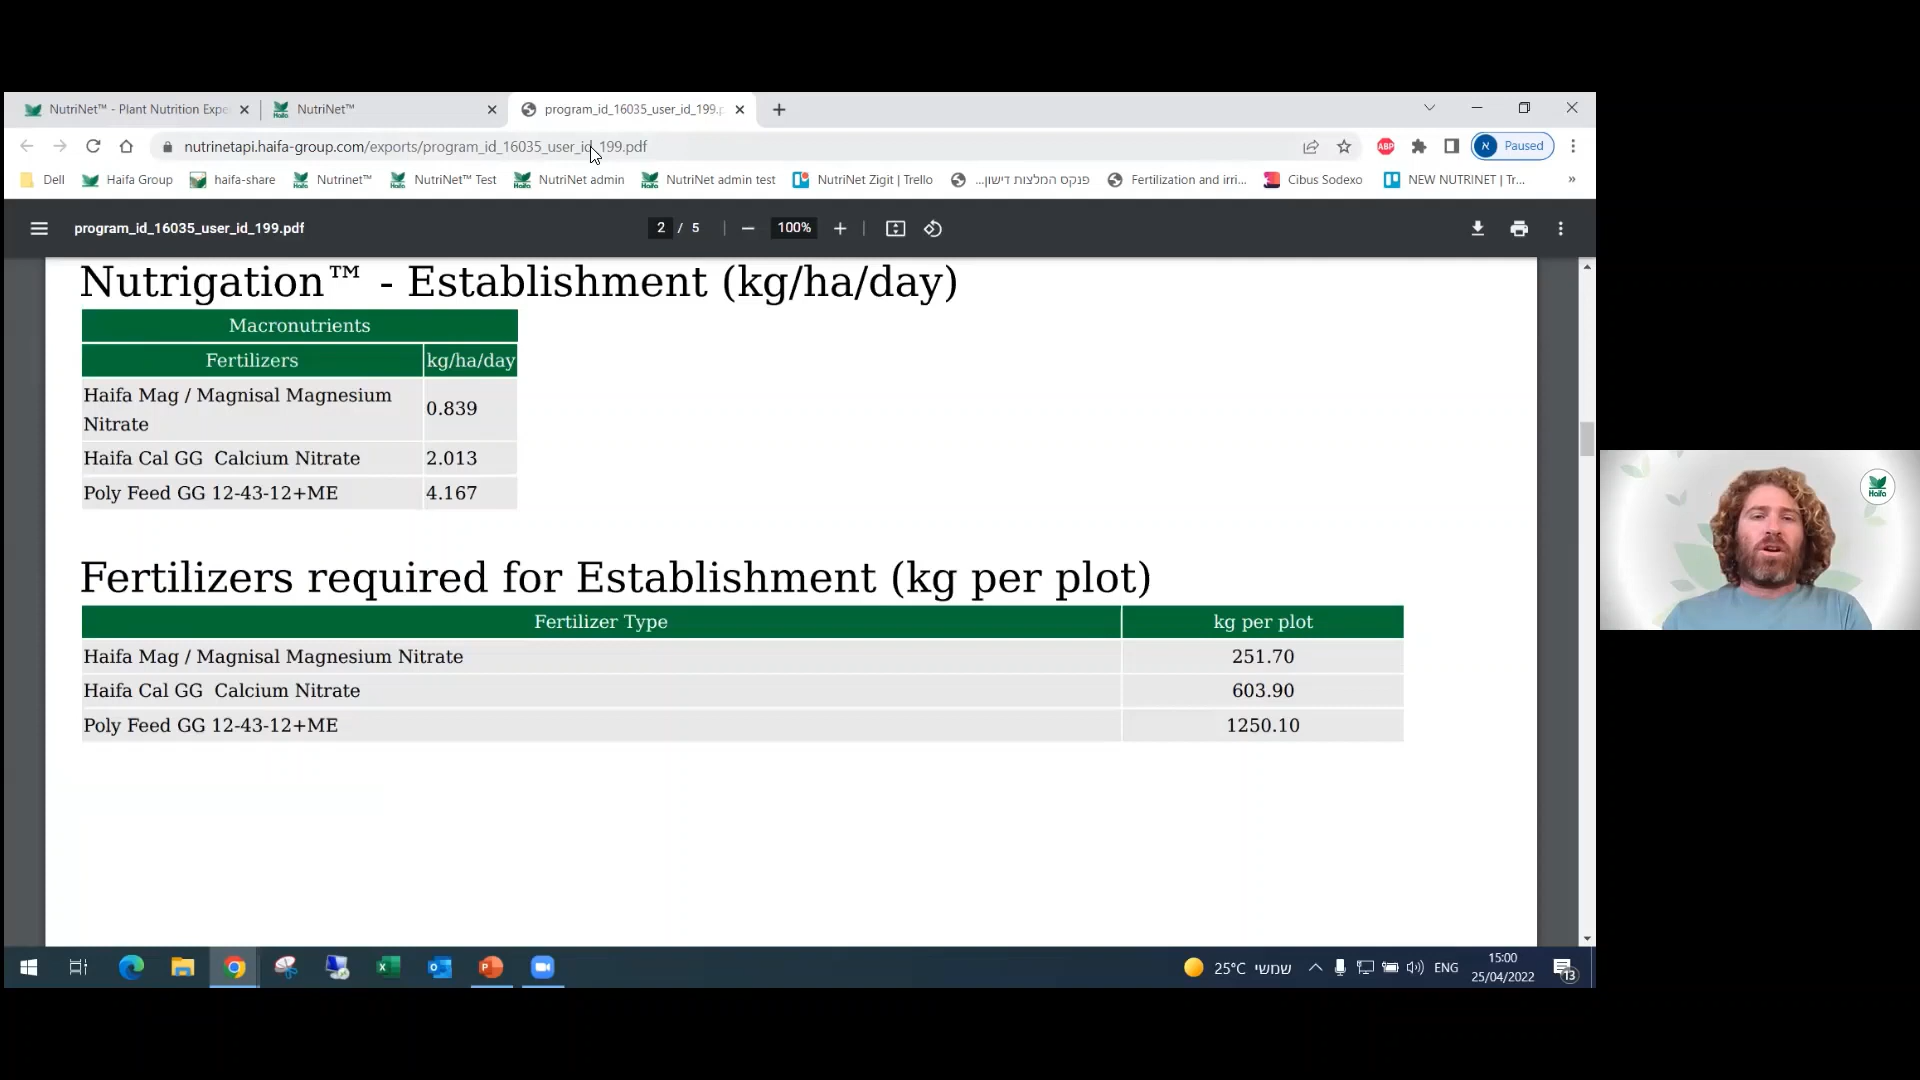 NutriNet™ - Plant Nutrition Expe
NutriNet™
program_id_16035_user_id_199.p
nutrinetapi.haifa-group.com/exports/program_id_16035_user_id_199.pdf
ABP
א Paused
Dell
Haifa Group
haifa-share
Nutrinet™
NutriNet™ Test
NutriNet admin
NutriNet admin test
NutriNet Zigit | Trello
פנקס המלצות דישון...
Fertilization and irri...
Cibus Sodexo
NEW NUTRINET | Tr...
»
program_id_16035_user_id_199.pdf
2 / 5
100%
Nutrigation™ - Establishment (kg/ha/day)
Macronutrients
Fertilizers kg/ha/day
Haifa Mag / Magnisal Magnesium
Nitrate
0.839
Haifa Cal GG  Calcium Nitrate 2.013
Poly Feed GG 12-43-12+ME 4.167
Fertilizers required for Establishment (kg per plot)
Fertilizer Type kg per plot
Haifa Mag / Magnisal Magnesium Nitrate 251.70
Haifa Cal GG  Calcium Nitrate 603.90
Poly Feed GG 12-43-12+ME 1250.10
Haifa
25°C שמשי
ENG
15:00
25/04/2022
13